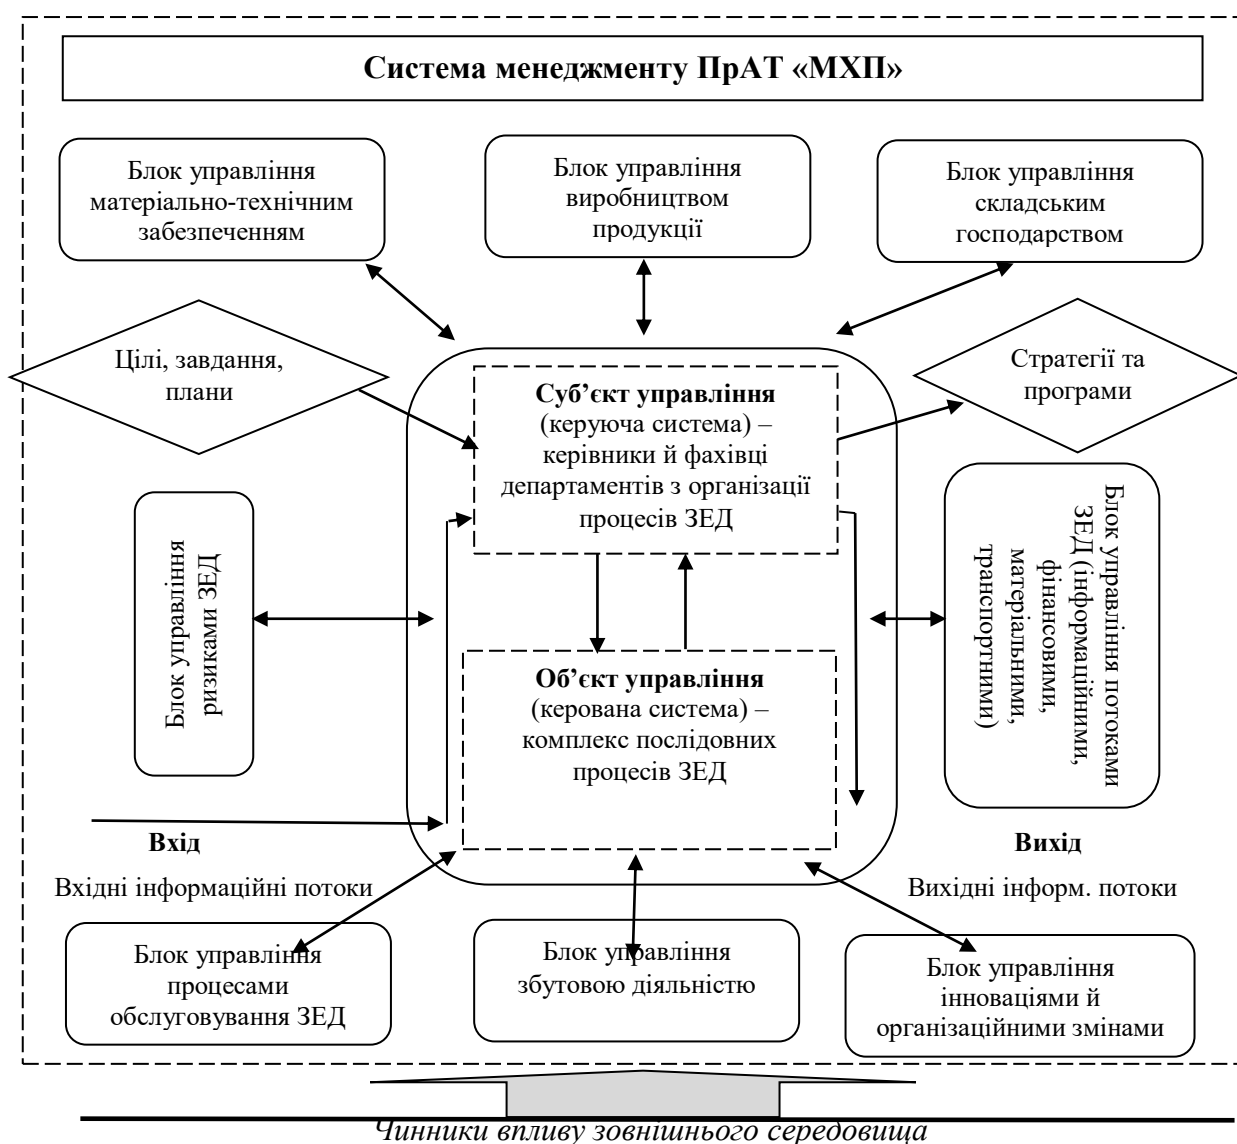 Система менеджменту ПрАТ «МХП»
Блок управління
матеріально-технічним
забезпеченням
Блок управління
виробництвом
продукції
Блок управління
складським
господарством
Цілі, завдання,
плани
Стратегії та
програми
Суб’єкт управління
(керуюча система) –
керівники й фахівці
департаментів з організації
процесів ЗЕД
Блок управління
ризиками ЗЕД
Блок управління потоками
ЗЕД (інформаційними,
фінансовими,
матеріальними,
транспортними)
Об’єкт управління
(керована система) –
комплекс послідовних
процесів ЗЕД
Вхід
Вхідні інформаційні потоки
Вихід
Вихідні інформ. потоки
Блок управління
процесами
обслуговування ЗЕД
Блок управління
збутовою діяльністю
Блок управління
інноваціями й
організаційними змінами
Чинники впливу зовнішнього середовища